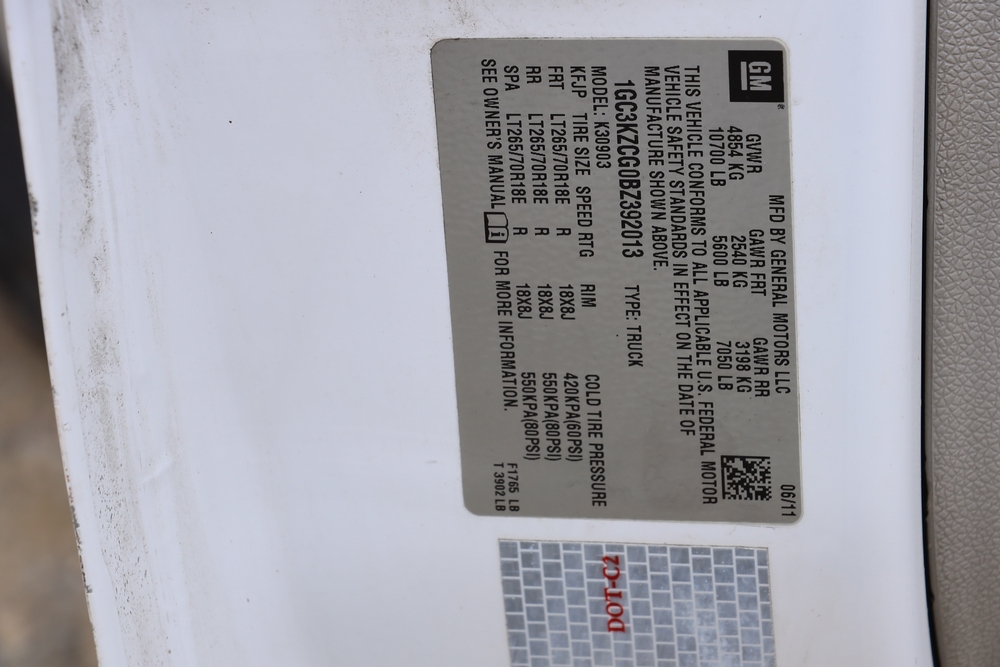 GM
MFD BY GENERAL MOTORS LLC 06/11
GVWR GAWR FRT GAWR RR
4854 KG 2540 KG 3198 KG
10700 LB 5600 LB 7050 LB
THIS VEHICLE CONFORMS TO ALL APPLICABLE U.S. FEDERAL MOTOR
VEHICLE SAFETY STANDARDS IN EFFECT ON THE DATE OF
MANUFACTURE SHOWN ABOVE.
1GC3KZCG0BZ392013 TYPE: TRUCK
MODEL: K30903
KFJP TIRE SIZE SPEED RTG RIM COLD TIRE PRESSURE
FRT LT265/70R18E R 18X8J 420KPA(60PSI)
RR LT265/70R18E R 18X8J 550KPA(80PSI)
SPA LT265/70R18E R 18X8J 550KPA(80PSI)
SEE OWNER'S MANUAL i FOR MORE INFORMATION.
F1765 LB
T 3902 LB
DOT-C2